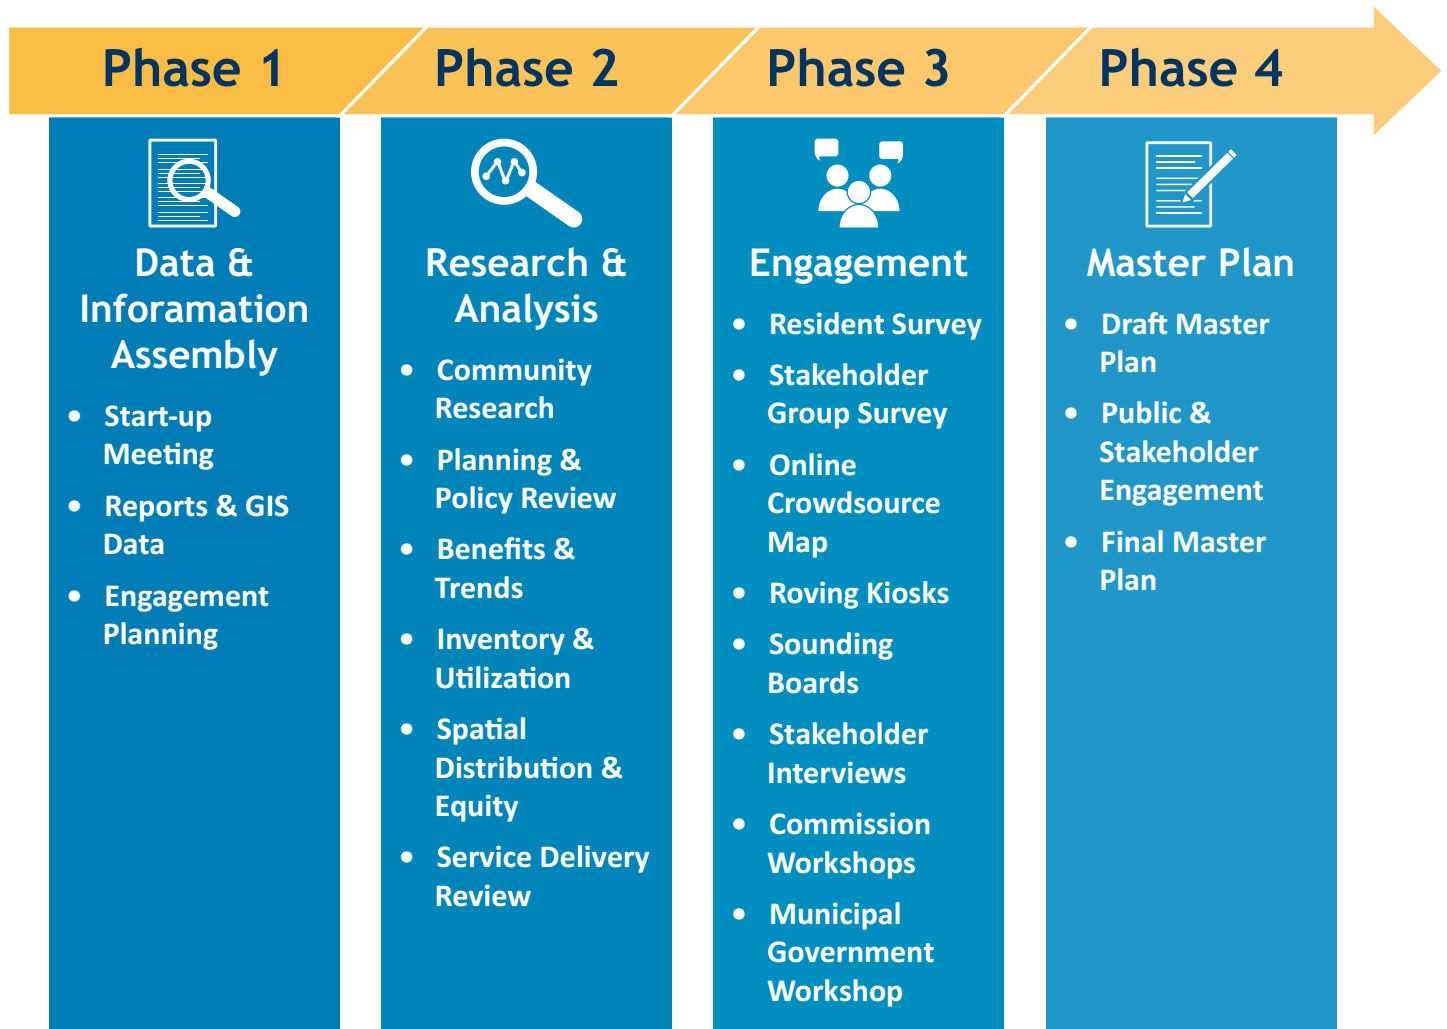 Phase 1
Phase 2
Phase 3
Phase 4
Data &
Inforamation
Assembly
• Start-up
Meeting
• Reports & GIS
Data
• Engagement
Planning
Research &
Analysis
• Community
Research
• Planning &
Policy Review
• Benefits &
Trends
• Inventory &
Utilization
• Spatial
Distribution &
Equity
• Service Delivery
Review
Engagement
• Resident Survey
• Stakeholder
Group Survey
• Online
Crowdsource
Map
• Roving Kiosks
• Sounding
Boards
• Stakeholder
Interviews
• Commission
Workshops
• Municipal
Government
Workshop
Master Plan
• Draft Master
Plan
• Public &
Stakeholder
Engagement
• Final Master
Plan